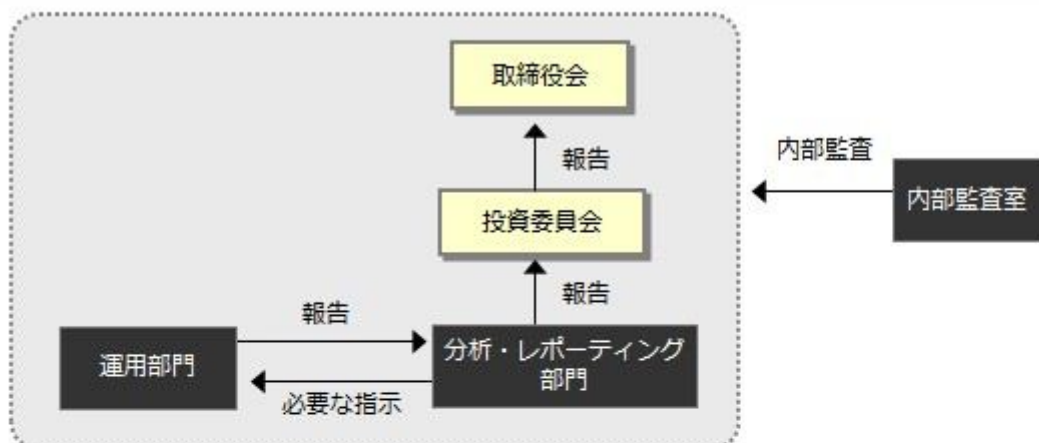 取締役会
報告
内部監査
内部監査室
投資委員会
報告
報告
運用部門
分析・レポーティング
部門
必要な指示